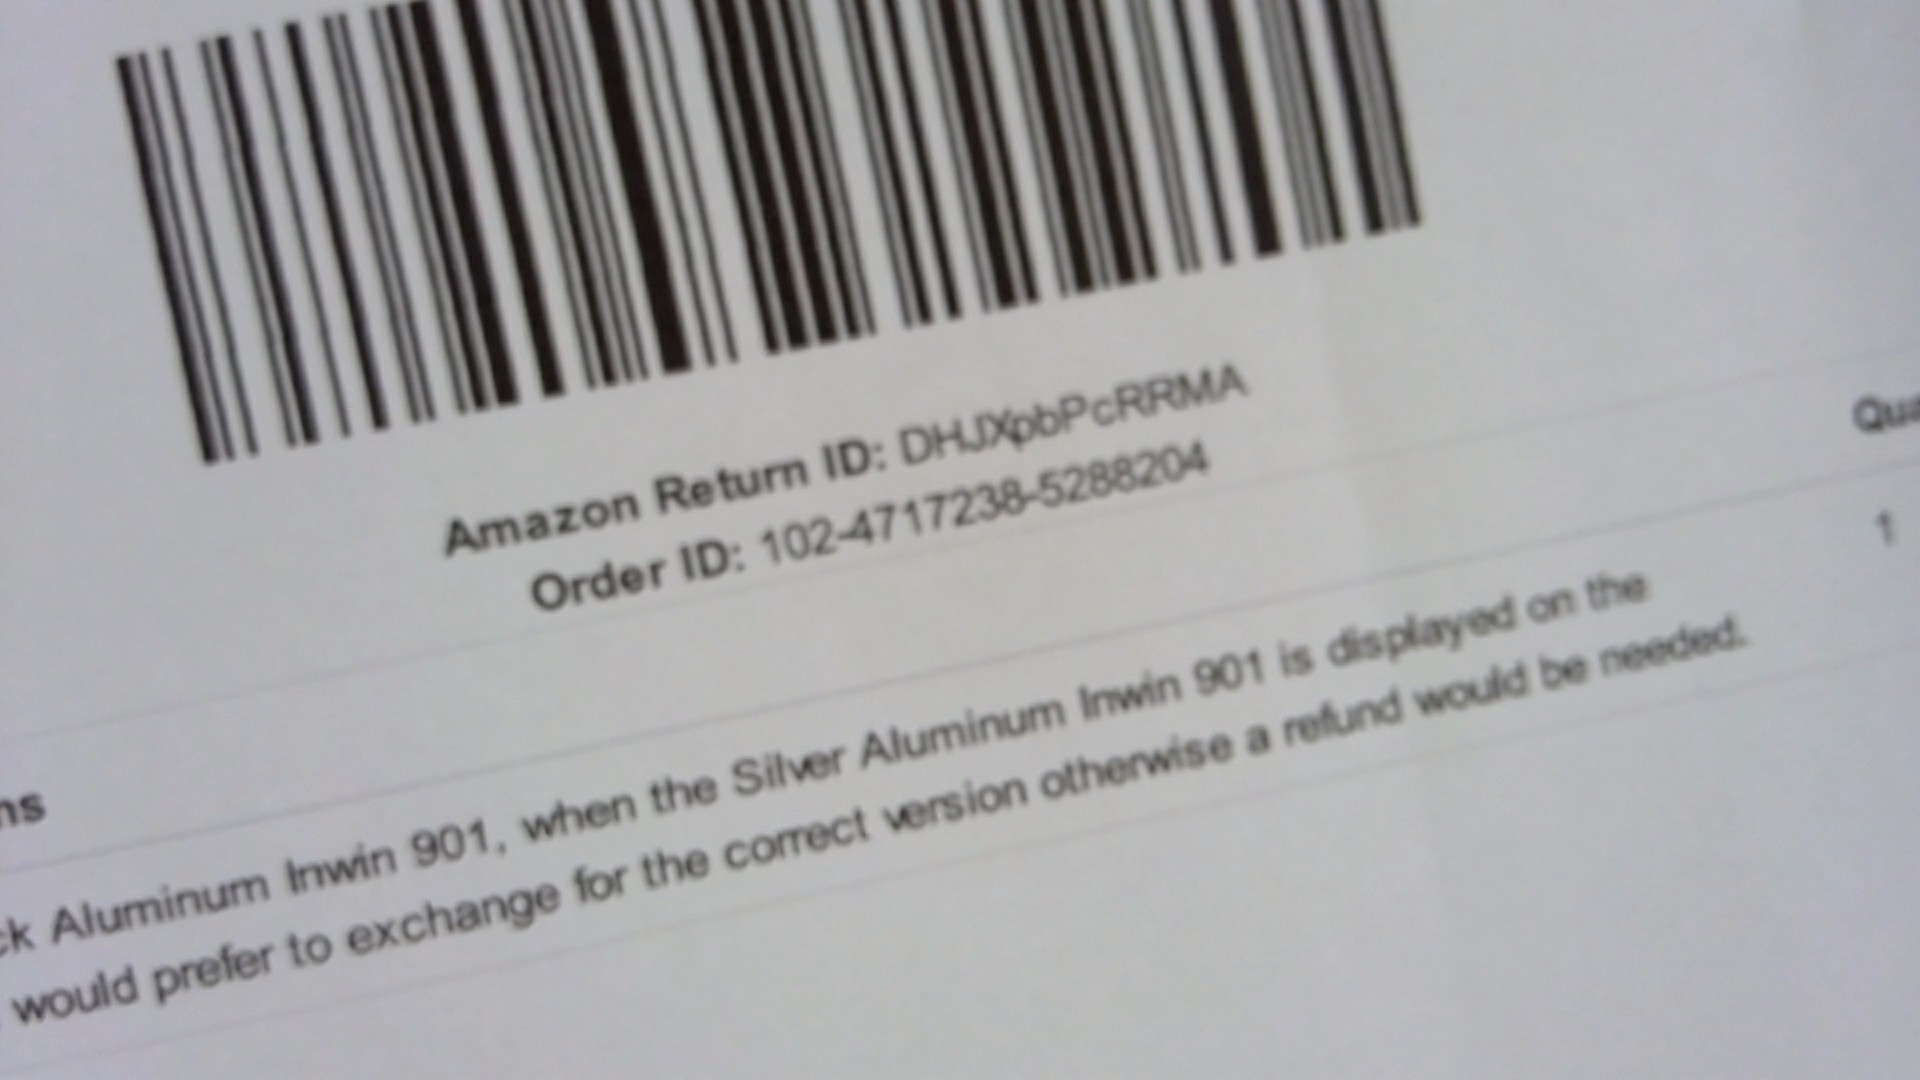 Amazon Return ID: DHJXpbPcRRMA
Order ID: 102-4717238-5288204
Qua
1
ns
ck Aluminum Inwin 901, when the Silver Aluminum Inwin 901 is displayed on the
would prefer to exchange for the correct version otherwise a refund would be needed.